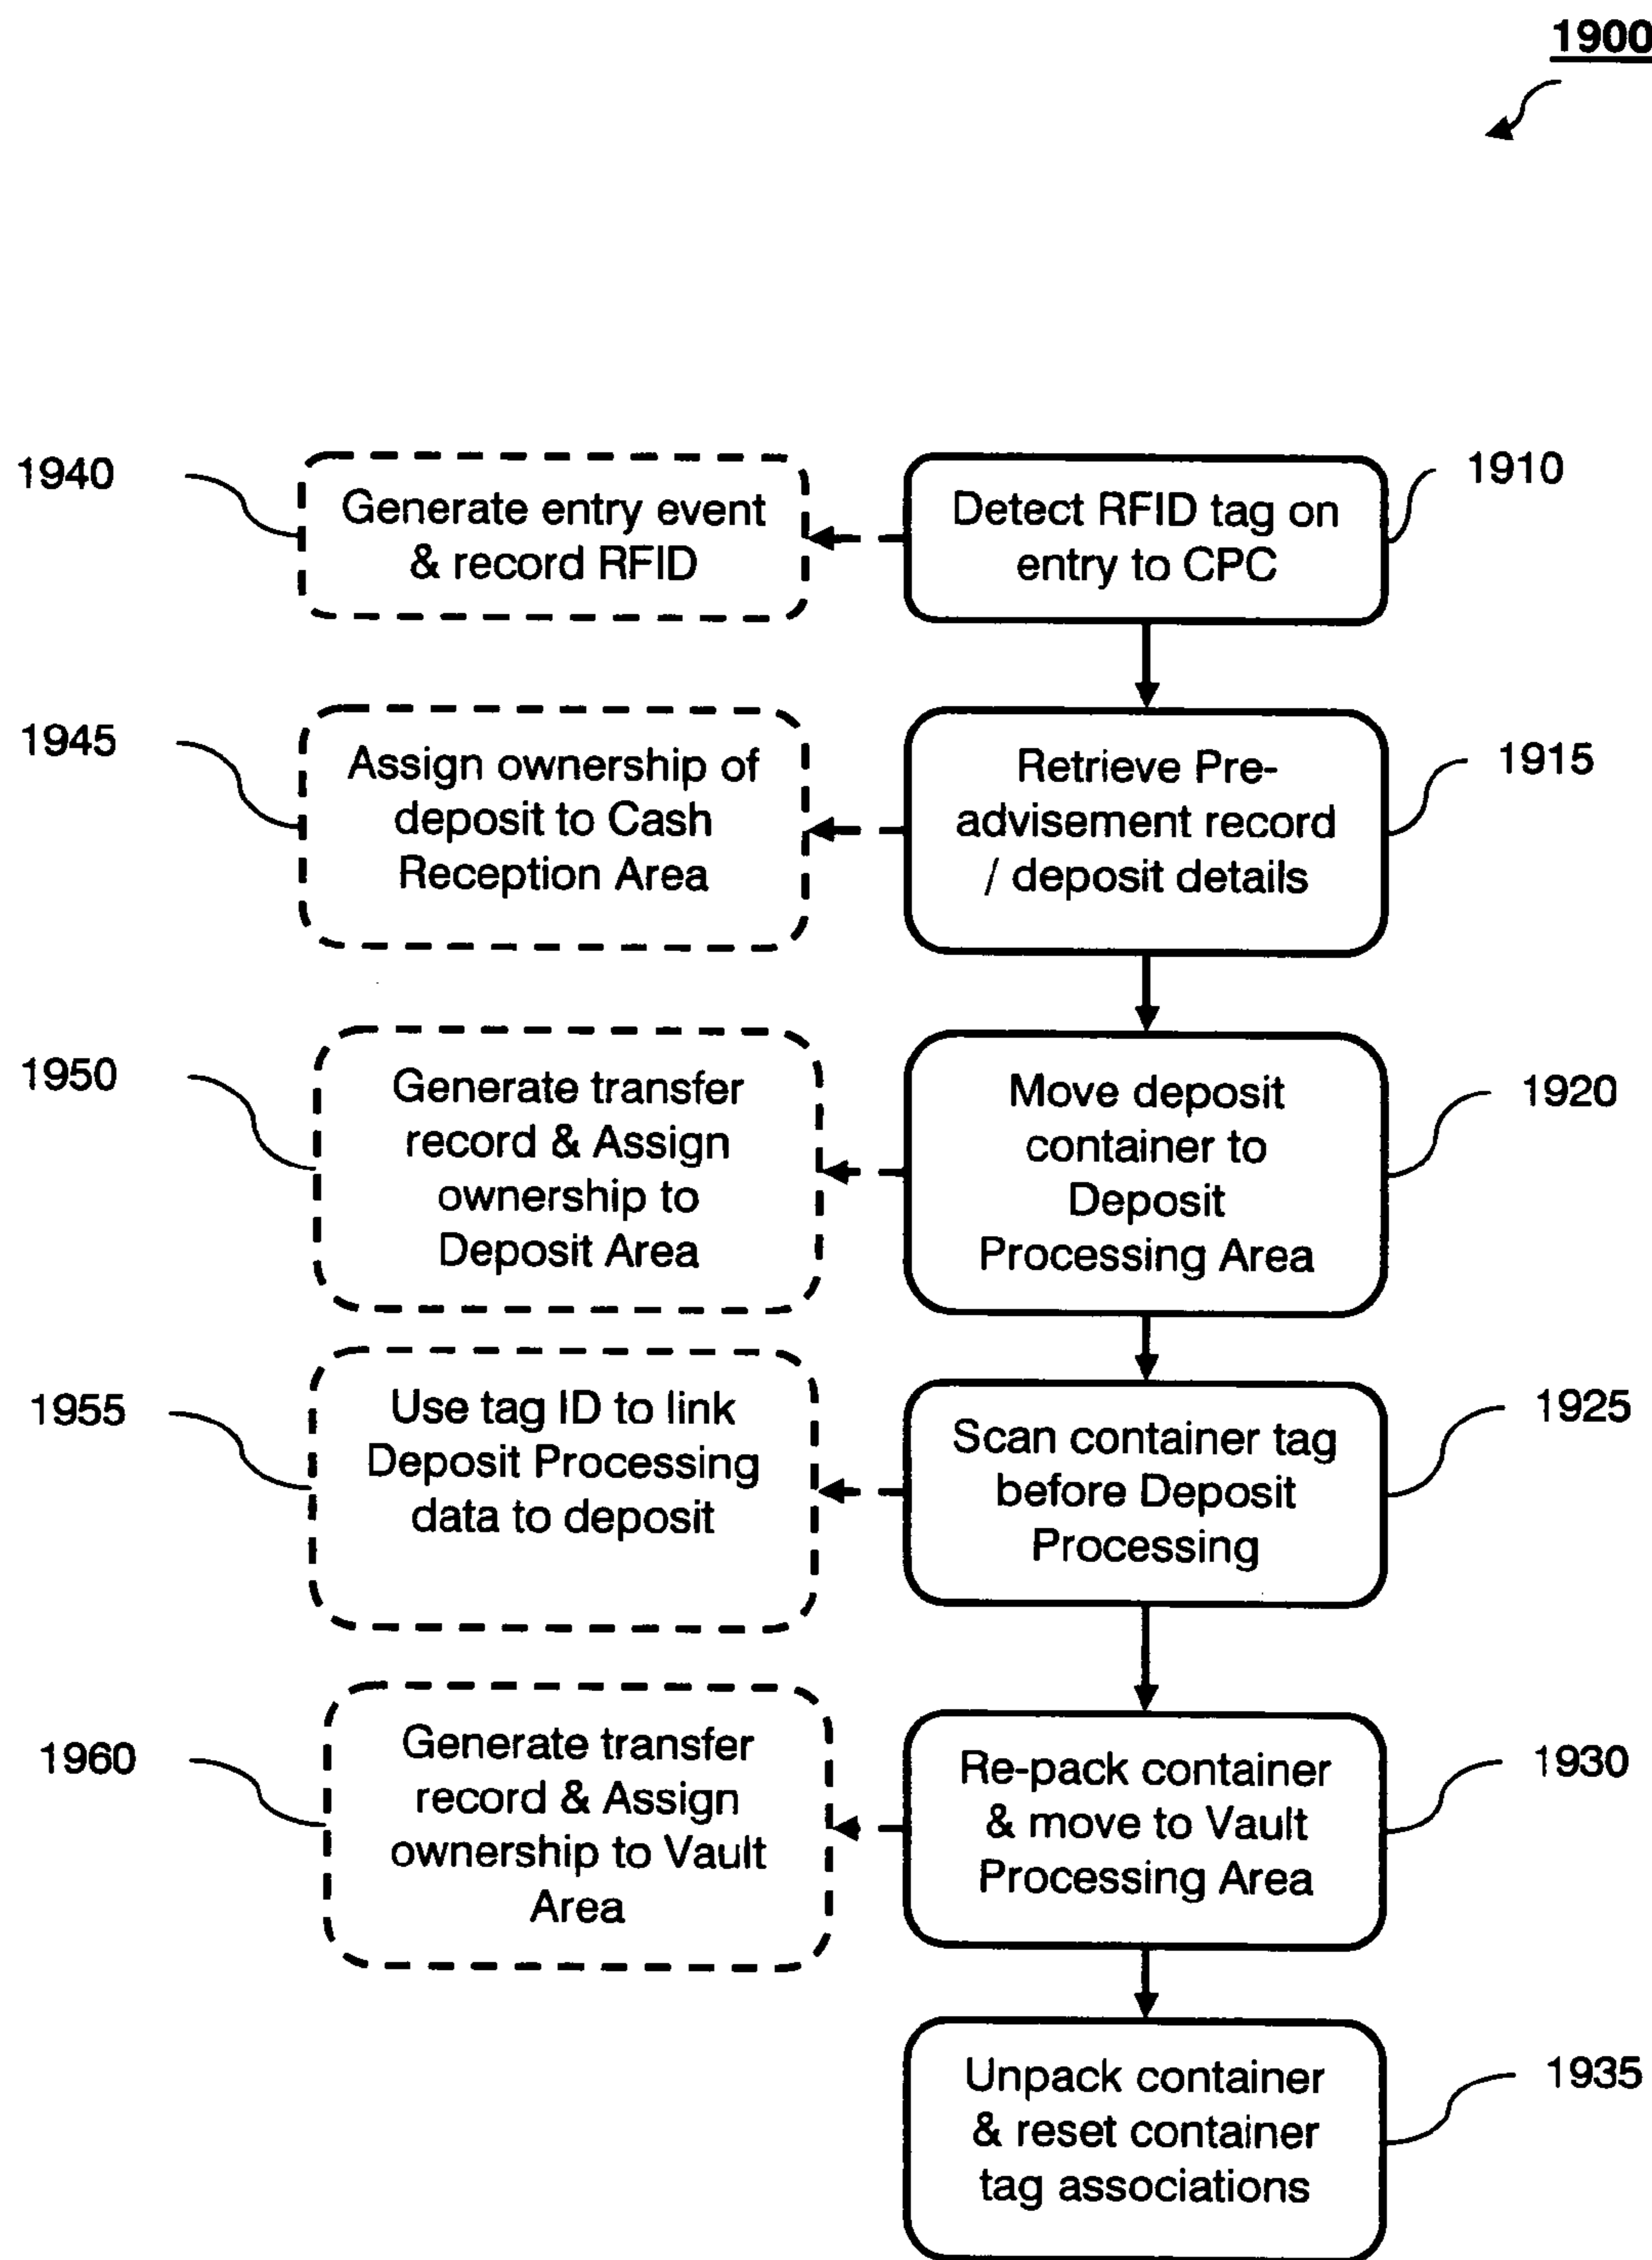 1900
1940
Generate entry event
& record RFID
Detect RFID tag on
entry to CPC
1910
1945
Assign ownership of
deposit to Cash
Reception Area
Retrieve Pre-
advisement record
/ deposit details
1915
1950
Generate transfer
record & Assign
ownership to
Deposit Area
Move deposit
container to
Deposit
Processing Area
1920
1955
Use tag ID to link
Deposit Processing
data to deposit
Scan container tag
before Deposit
Processing
1925
1960
Generate transfer
record & Assign
ownership to Vault
Area
Re-pack container
& move to Vault
Processing Area
1930
Unpack container
& reset container
tag associations
1935